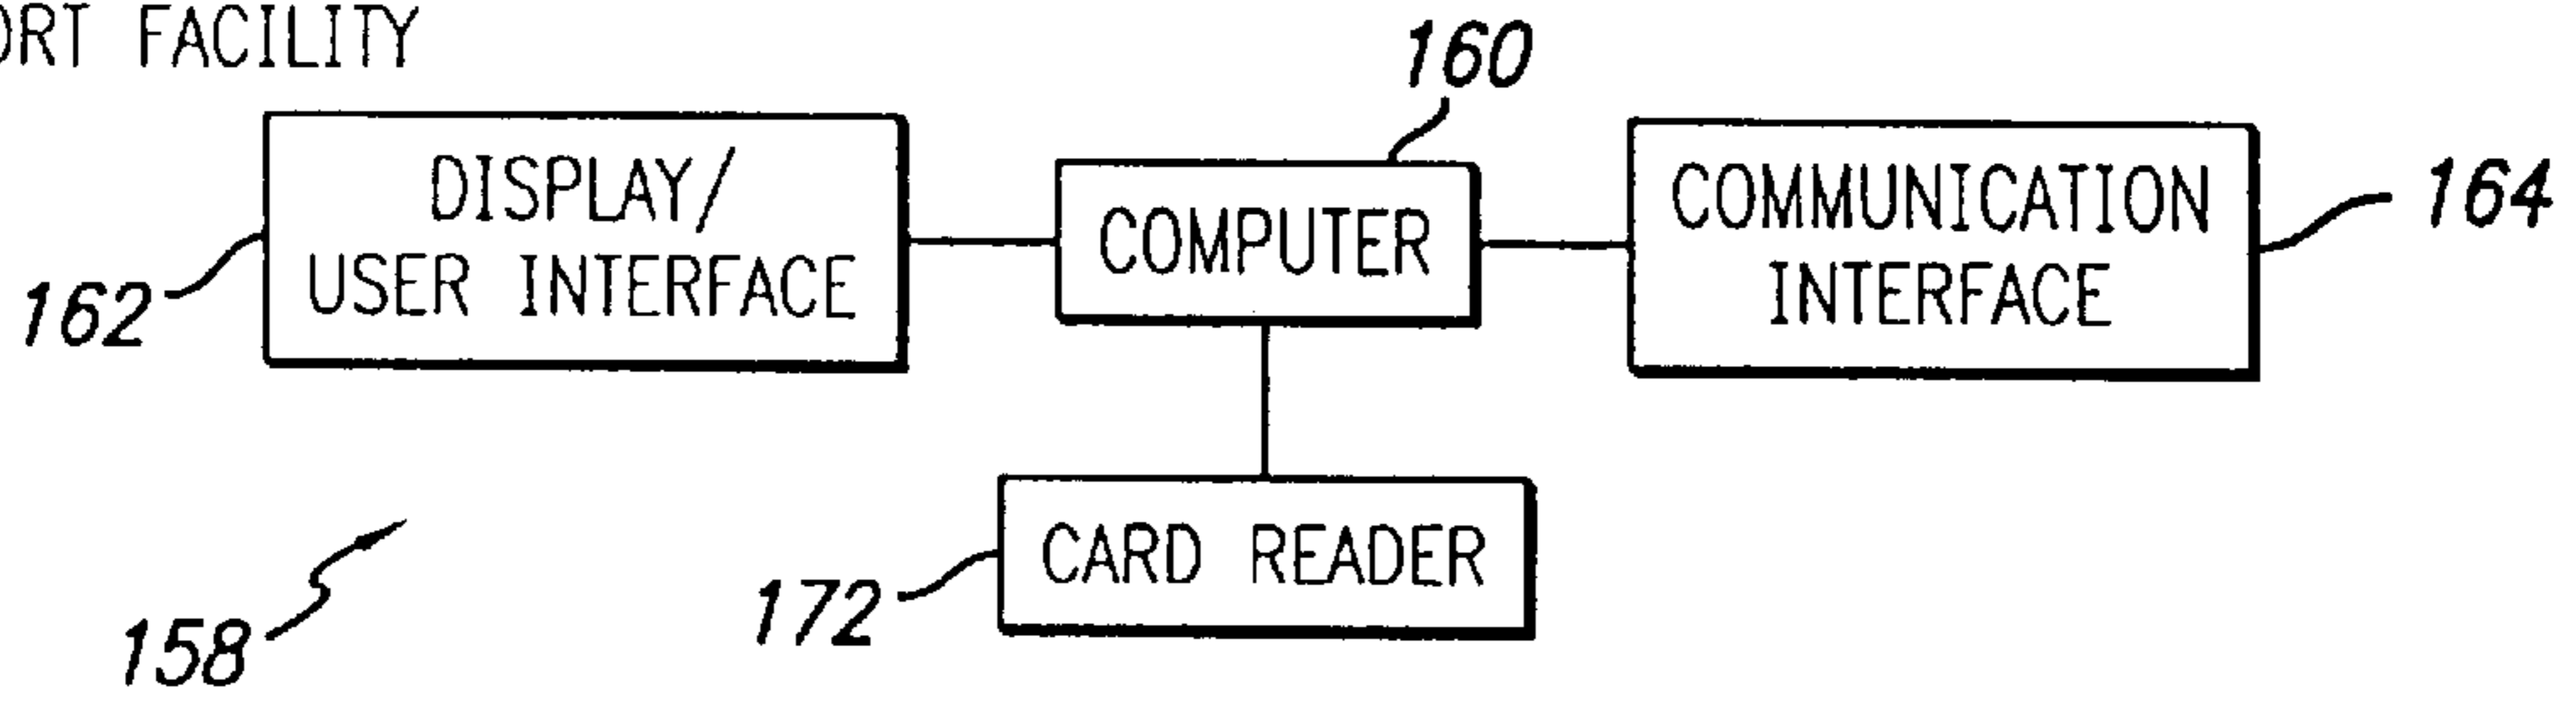 FACILITY
160
DISPLAY/
USER INTERFACE
COMPUTER
COMMUNICATION
INTERFACE
164
162
CARD READER
172
158